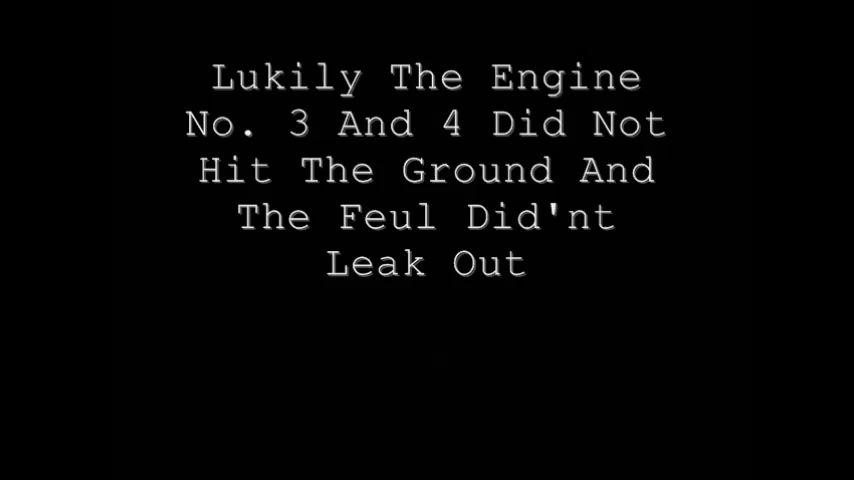 Lukily The Engine
No. 3 And 4 Did Not
Hit The Ground And
The Feul Did'nt
Leak Out